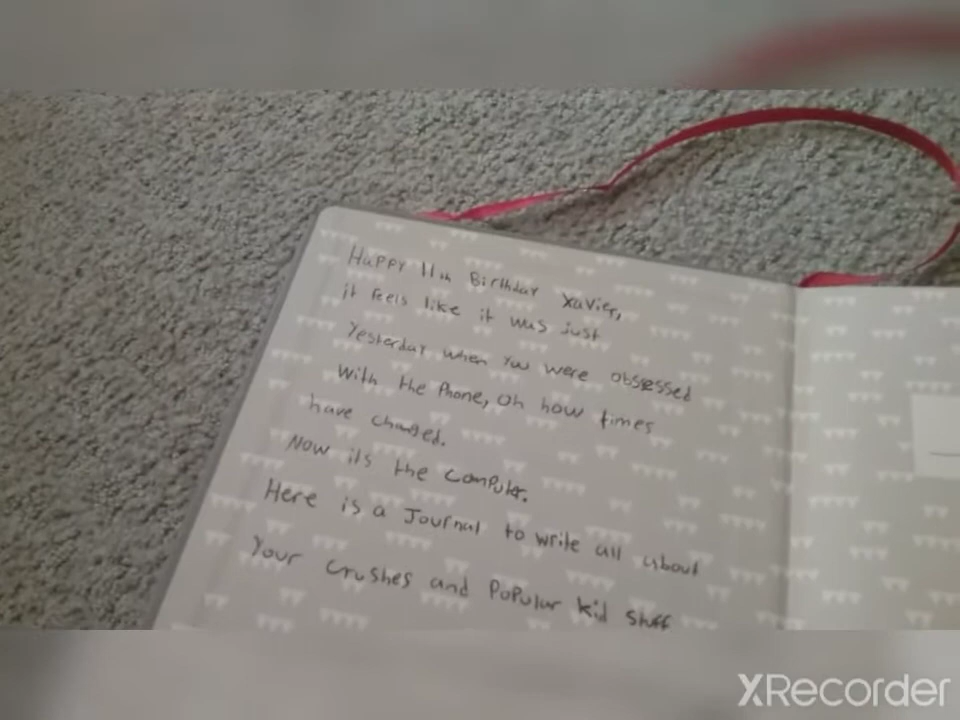 Happy 11th Birthday Xavier,
it feels like it was just
Yesterday when you were obsessed
With the Phone, Oh how times
have changed.
Now its the computer.
Here is a Journal to write all about
Your crushes and Popular kid stuff
XRecorder